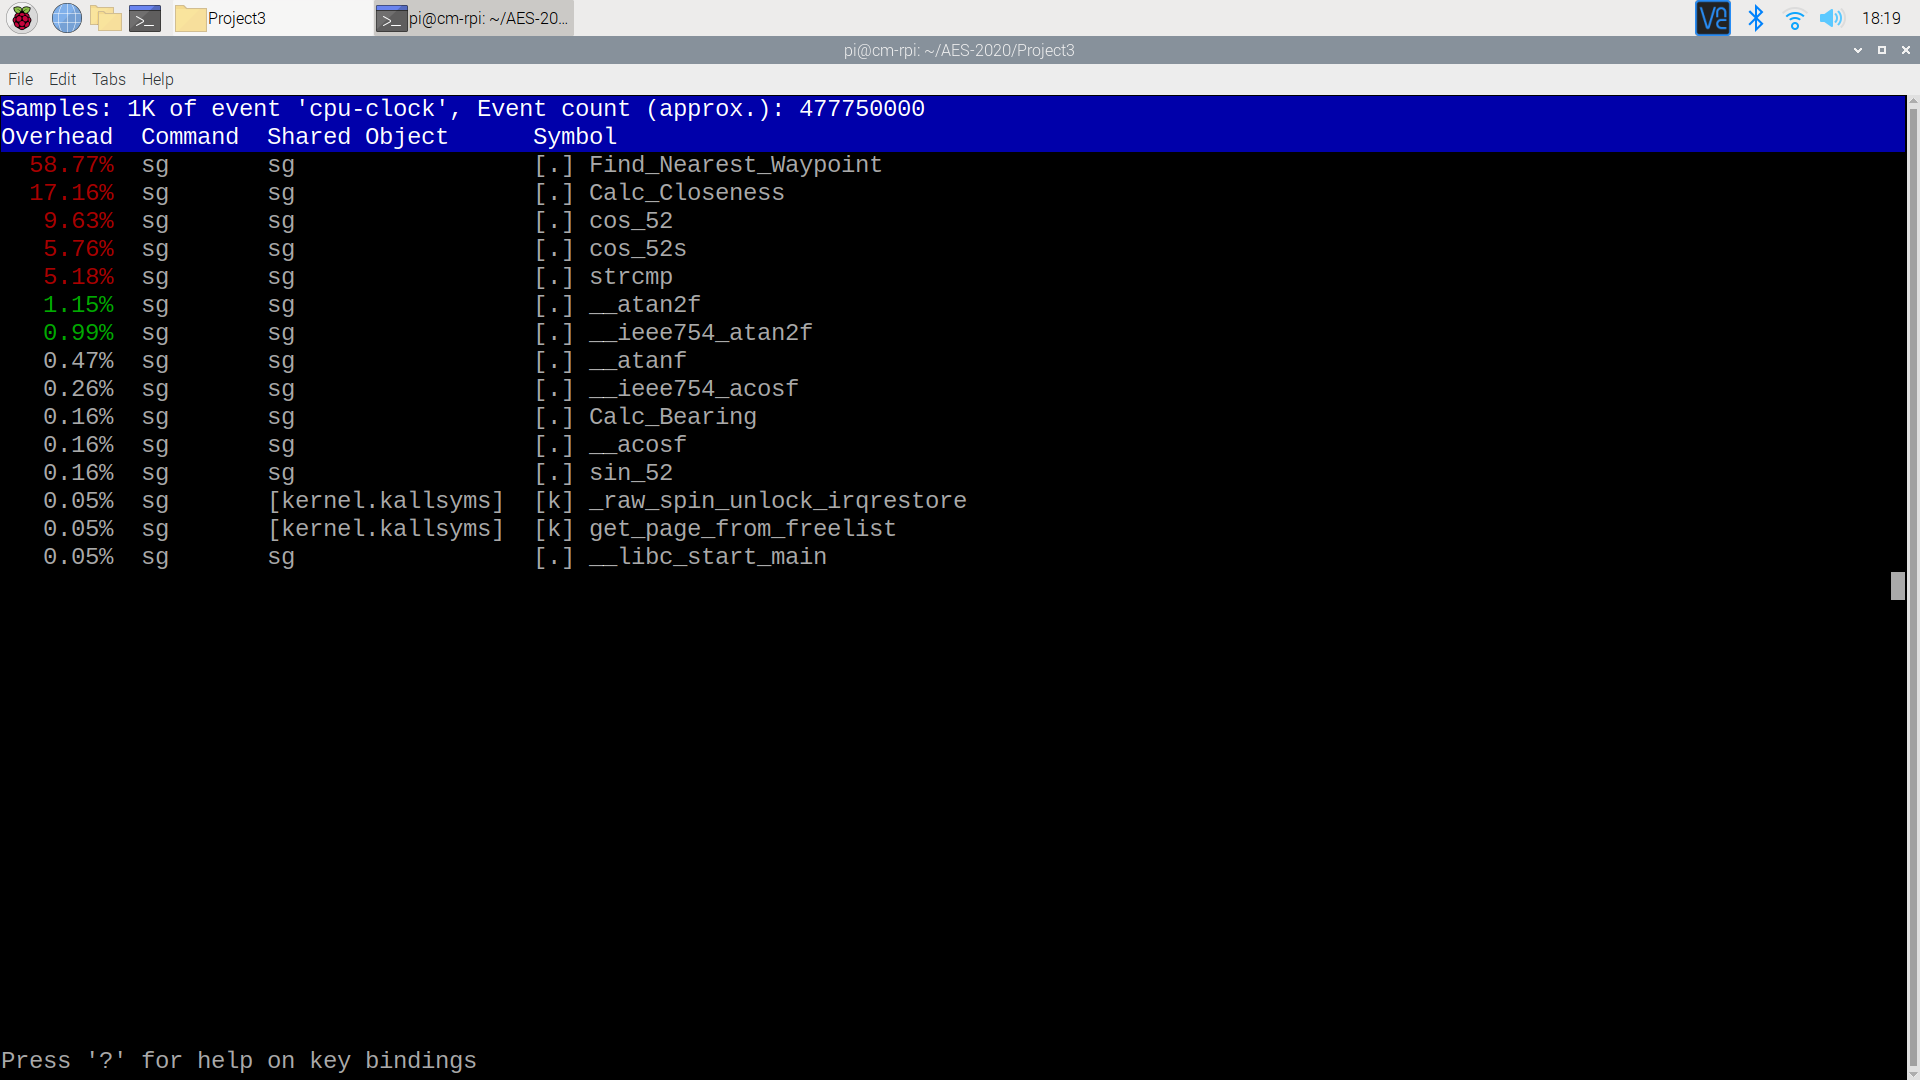 Project3
pi@cm-rpi: ~/AES-20...
18:19
pi@cm-rpi: ~/AES-2020/Project3
File Edit Tabs Help
Samples: 1K of event 'cpu-clock', Event count (approx.): 477750000
Overhead  Command  Shared Object      Symbol
58.77%  sg       sg                 [.] Find_Nearest_Waypoint
17.16%  sg       sg                 [.] Calc_Closeness
9.63%  sg       sg                 [.] cos_52
5.76%  sg       sg                 [.] cos_52s
5.18%  sg       sg                 [.] strcmp
1.15%  sg       sg                 [.] __atan2f
0.99%  sg       sg                 [.] __ieee754_atan2f
0.47%  sg       sg                 [.] __atanf
0.26%  sg       sg                 [.] __ieee754_acosf
0.16%  sg       sg                 [.] Calc_Bearing
0.16%  sg       sg                 [.] __acosf
0.16%  sg       sg                 [.] sin_52
0.05%  sg       [kernel.kallsyms]  [k] _raw_spin_unlock_irqrestore
0.05%  sg       [kernel.kallsyms]  [k] get_page_from_freelist
0.05%  sg       sg                 [.] __libc_start_main
Press '?' for help on key bindings